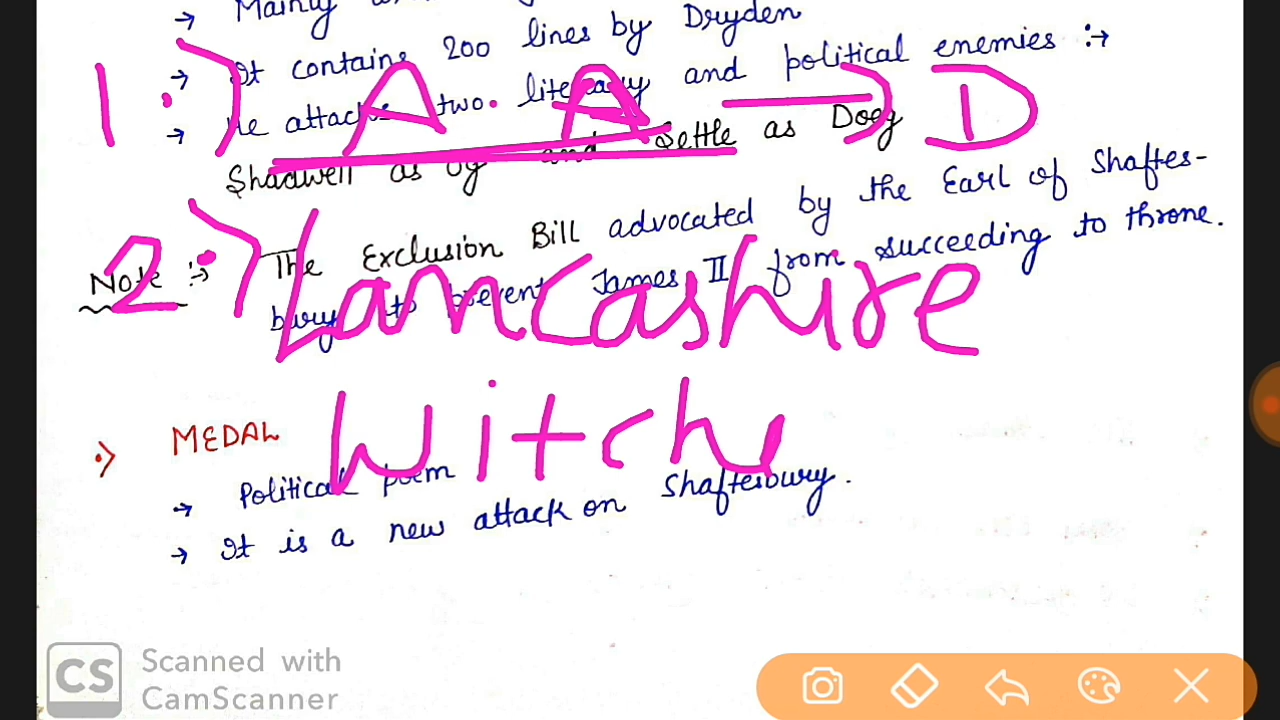 → Mainly
→ It contains 200 lines by Dryden
→ He attacks two literary and political enemies :→
Shadwell as Og and Settle as Doeg
Note :→ The Exclusion Bill advocated by the Earl of Shaftes-
bury to prevent James II from succeeding to throne.
1.) A A → D
2.) Lancashire
Witch
.) MEDAL
→ Political poem
→ It is a new attack on Shaftesbury.
CS Scanned with
CamScanner